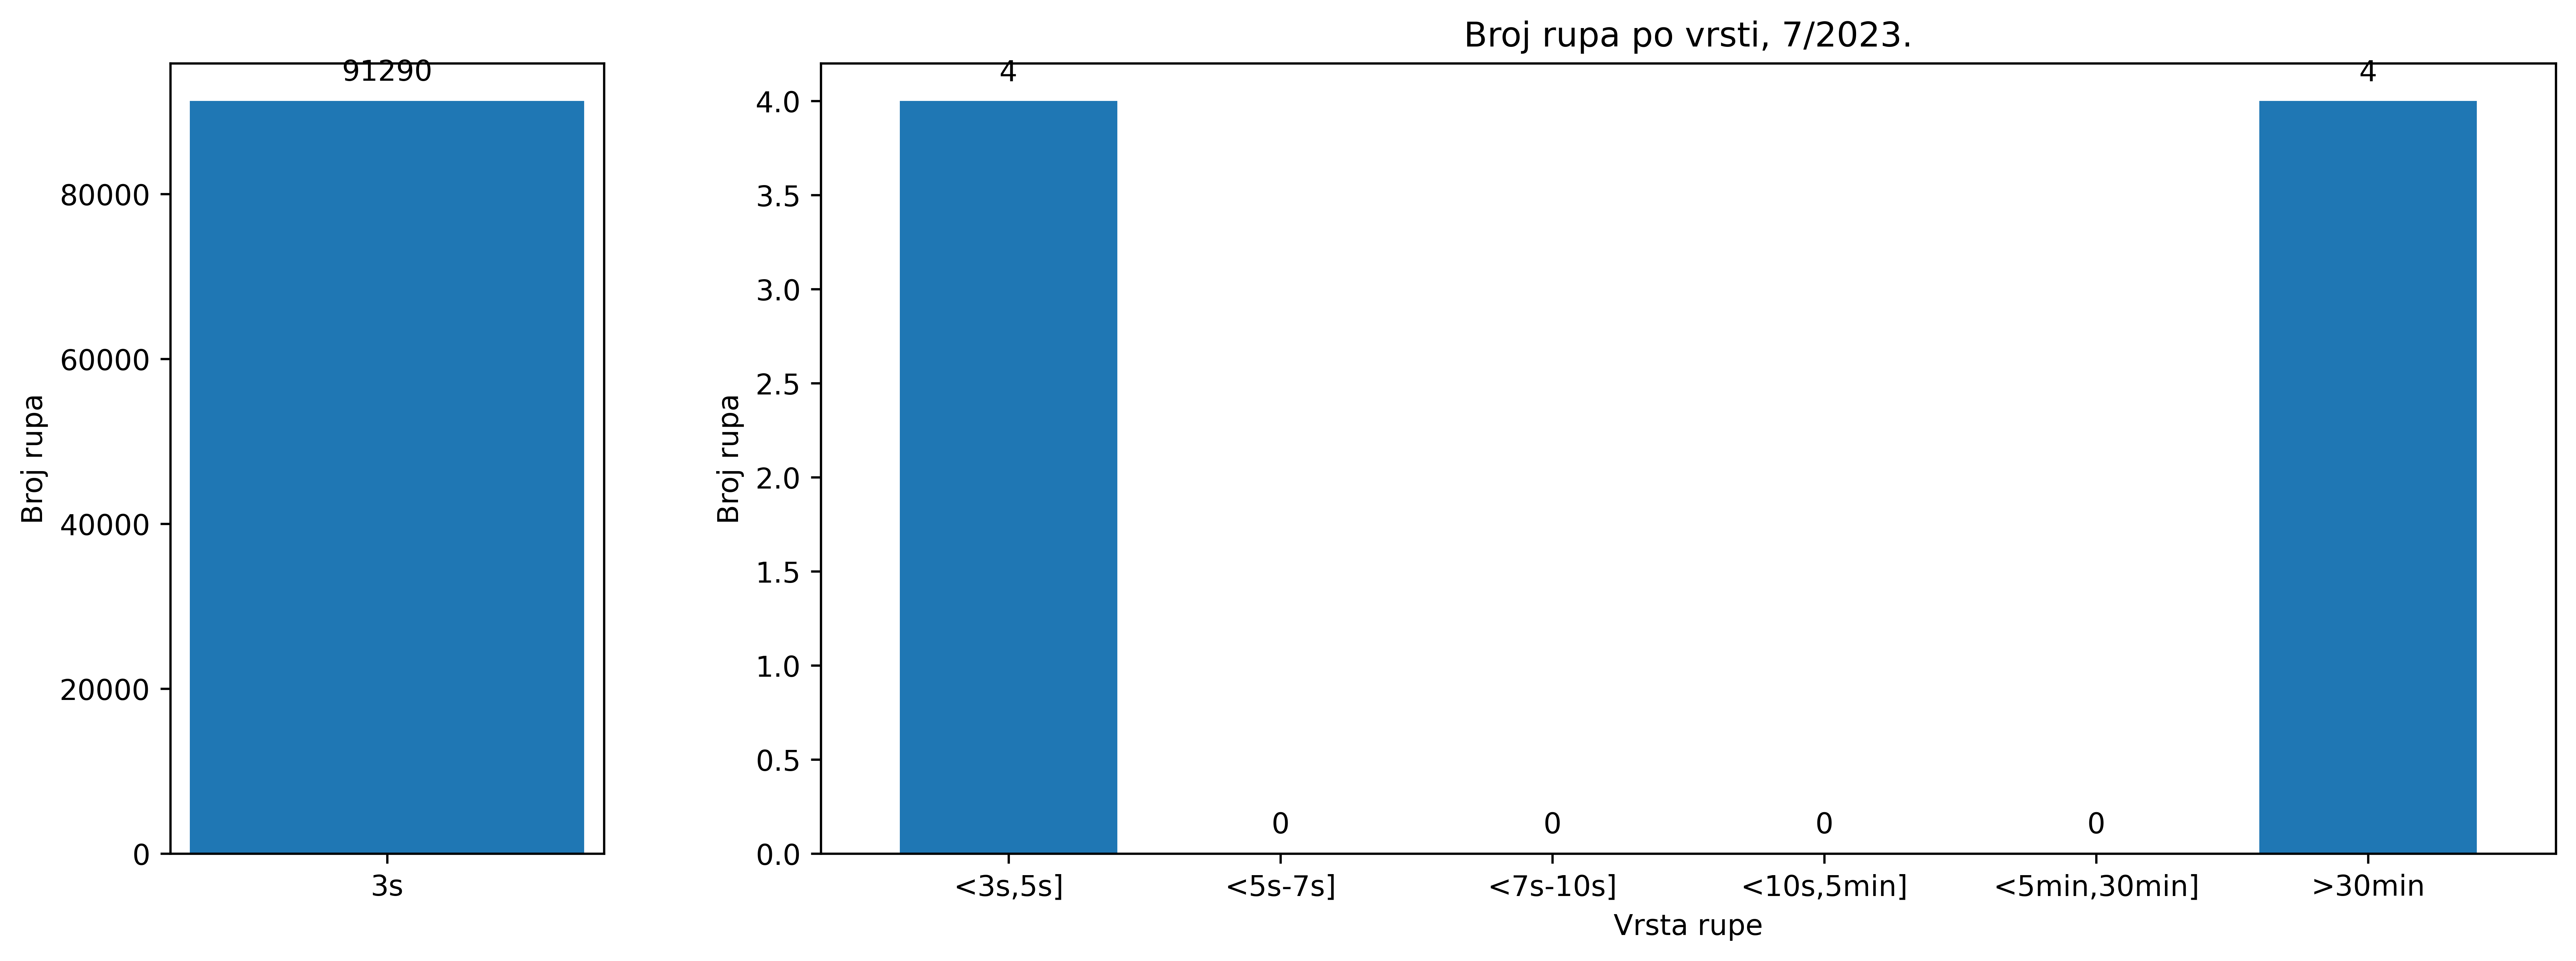 Broj rupa po vrsti, 7/2023.
91290
80000
60000
40000
20000
0
Broj rupa
3s
4
4
4.0
3.5
3.0
2.5
2.0
1.5
1.0
0.5
0.0
Broj rupa
0
0
0
0
<3s,5s]
<5s-7s]
<7s-10s]
<10s,5min]
<5min,30min]
>30min
Vrsta rupe